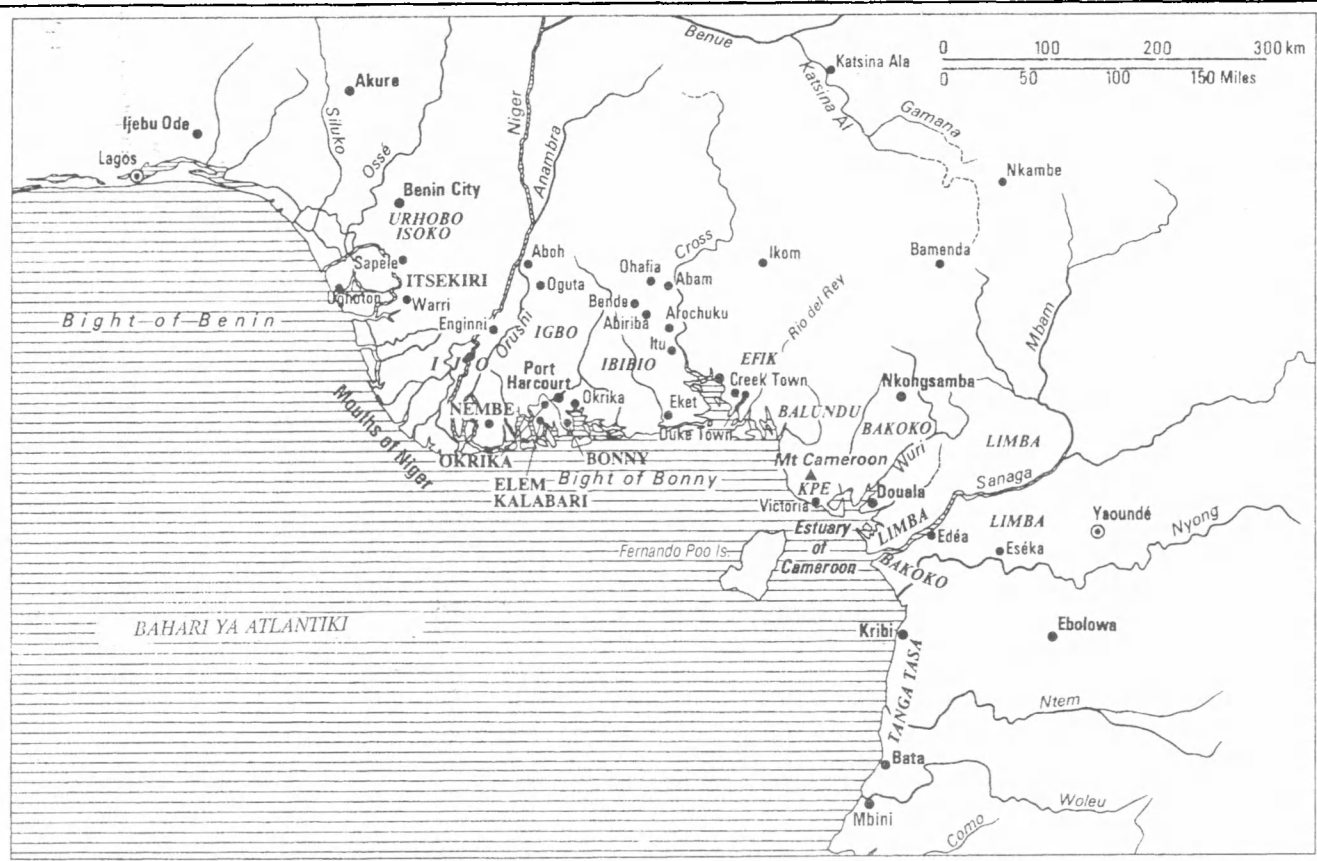 Benue
0 100 200 300 km
0 50 100 150 Miles
Katsina Ala
Katsina Al
Gamana
Akure
Ijebu Ode
Siluko
Ossé
Niger
Anambra
Lagos
Nkambe
Benin City
URHOBO
ISOKO
Cross
Ikom
Bamenda
Aboh
Ohafia
Abam
Sapele
ITSEKIRI
Oguta
Warri
Bende
Abiriba
Arochuku
Rio del Rey
Mbam
Bight of Benin
Enginni
Orushi
IGBO
IBIBIO
Itu
EFIK
Creek Town
Port
Harcourt
Okrika
Nkongsamba
Mouths of Niger
NEMBE
Eket
Duke Town
BALUNDU
BAKOKO
LIMBA
OKRIKA
BONNY
Bight of Bonny
ELEM
KALABARI
Mt Cameroon
KPE
Wuri
Sanaga
Victoria
Douala
LIMBA
LIMBA
Yaoundé
Nyong
Estuary
of
Cameroon
Edéa
Eséka
Fernando Poo Is.
BAKOKO
BAHARI YA ATLANTIKI
Kribi
Ebolowa
TANGA TASA
Ntem
Bata
Mbini
Woleu
Como